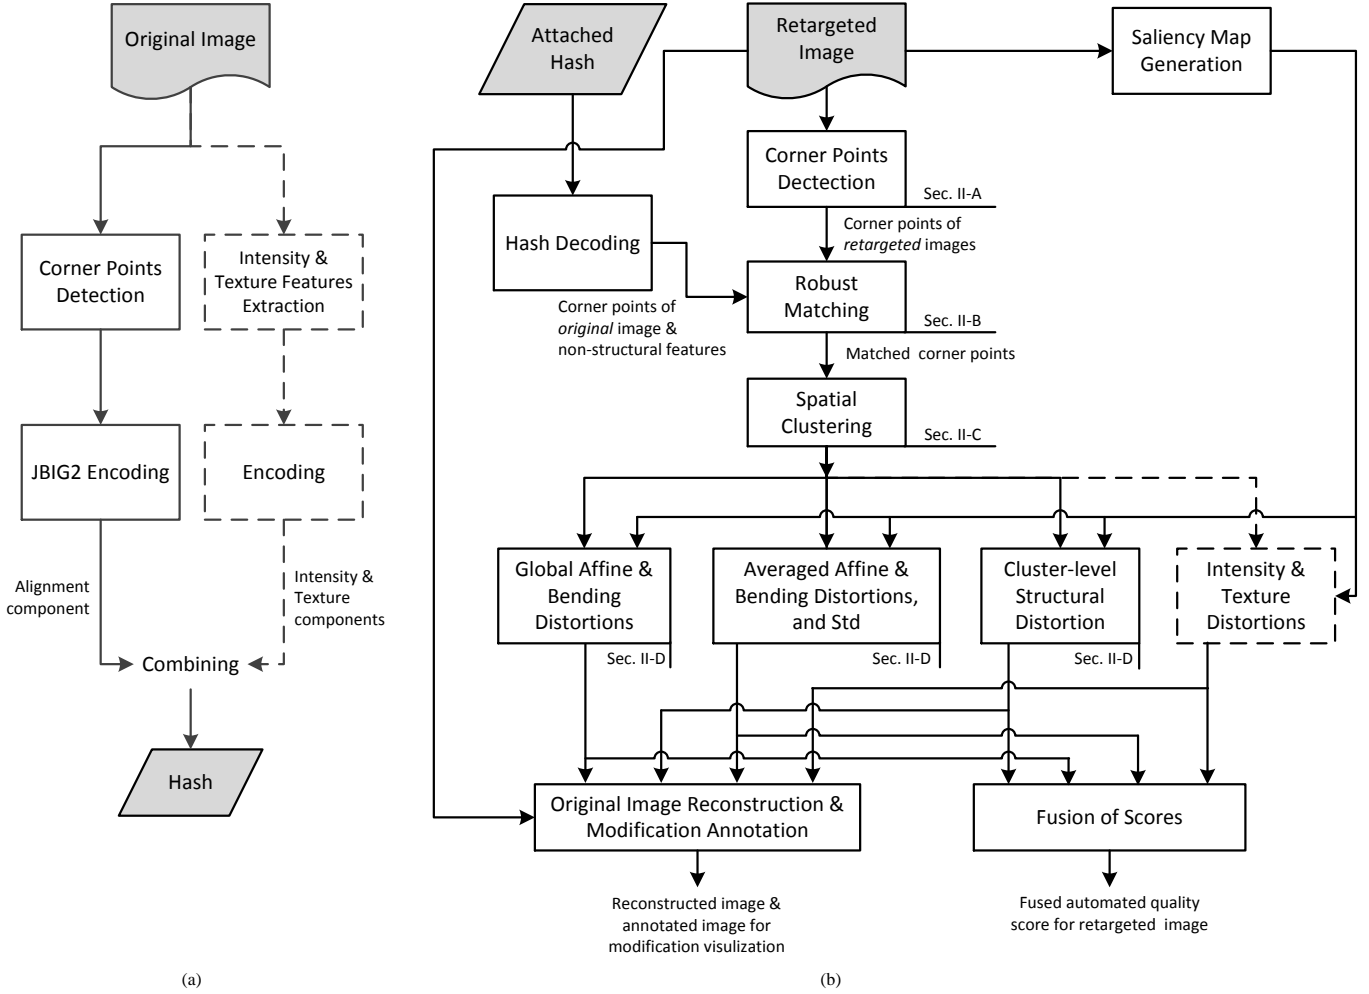 Original Image
Corner Points
Detection
Intensity &
Texture Features
Extraction
JBIG2 Encoding
Encoding
Alignment
component
Intensity &
Texture
components
Combining
Hash
(a)
Attached
Hash
Retargeted
Image
Saliency Map
Generation
Corner Points
Dectection
Sec. II-A
Corner points of
retargeted images
Hash Decoding
Corner points of
original image &
non-structural features
Robust
Matching
Sec. II-B
Matched corner points
Spatial
Clustering
Sec. II-C
Global Affine &
Bending
Distortions
Sec. II-D
Averaged Affine &
Bending Distortions,
and Std
Sec. II-D
Cluster-level
Structural
Distortion
Sec. II-D
Intensity &
Texture
Distortions
Original Image Reconstruction &
Modification Annotation
Fusion of Scores
Reconstructed image &
annotated image for
modification visulization
Fused automated quality
score for retargeted image
(b)